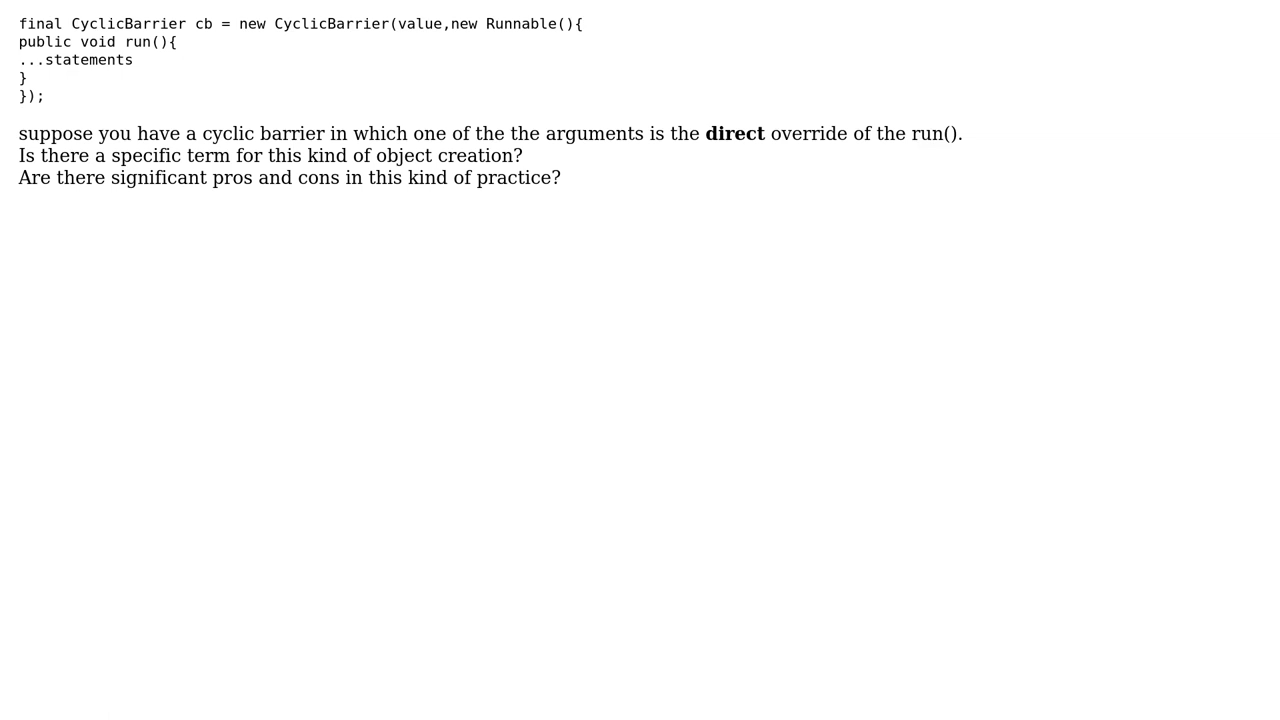 final CyclicBarrier cb = new CyclicBarrier(value,new Runnable(){
public void run(){
...statements
}
});
suppose you have a cyclic barrier in which one of the the arguments is the direct override of the run().
Is there a specific term for this kind of object creation?
Are there significant pros and cons in this kind of practice?